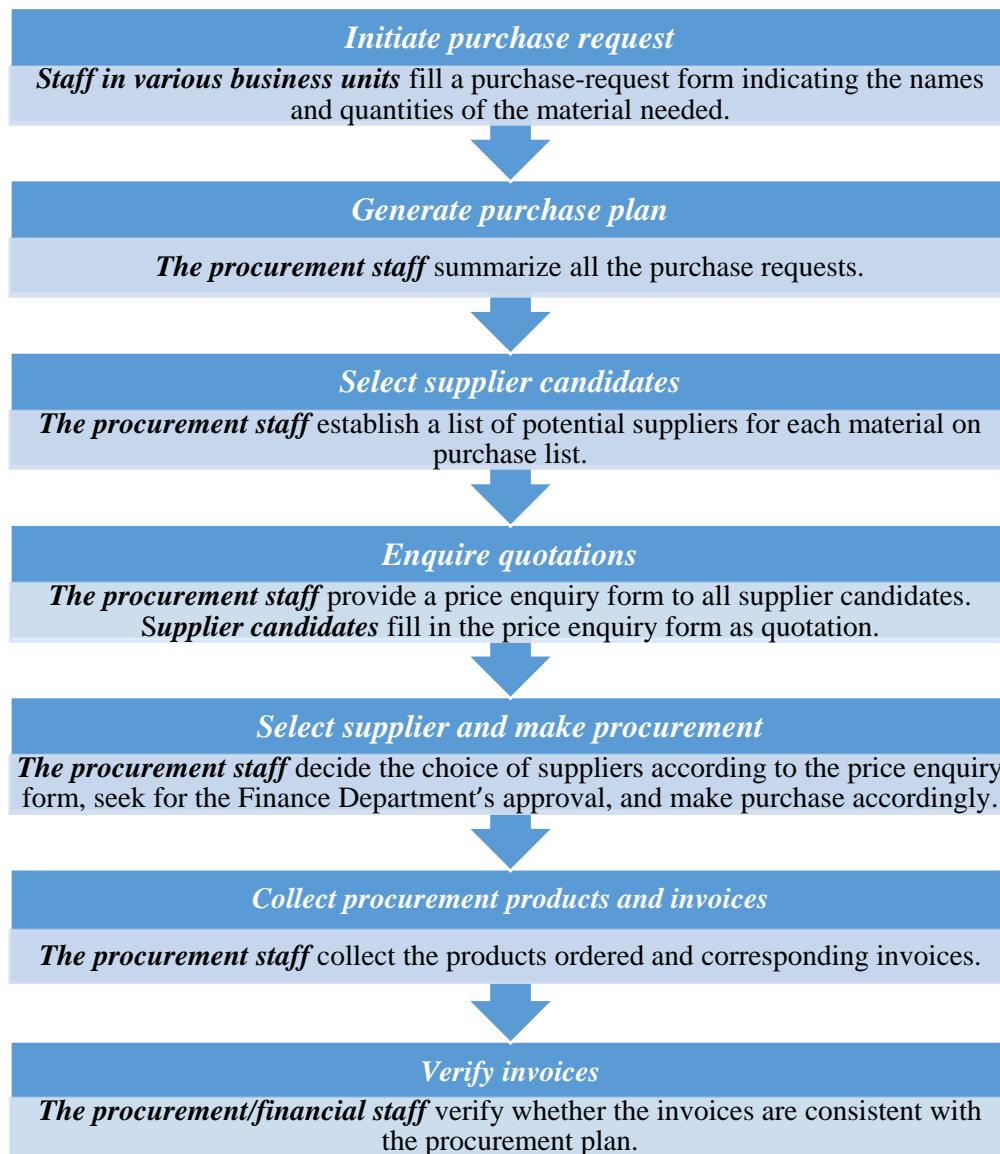 Initiate purchase request
Staff in various business units fill a purchase-request form indicating the names
and quantities of the material needed.
Generate purchase plan
The procurement staff summarize all the purchase requests.
Select supplier candidates
The procurement staff establish a list of potential suppliers for each material on
purchase list.
Enquire quotations
The procurement staff provide a price enquiry form to all supplier candidates.
Supplier candidates fill in the price enquiry form as quotation.
Select supplier and make procurement
The procurement staff decide the choice of suppliers according to the price enquiry
form, seek for the Finance Department’s approval, and make purchase accordingly.
Collect procurement products and invoices
The procurement staff collect the products ordered and corresponding invoices.
Verify invoices
The procurement/financial staff verify whether the invoices are consistent with
the procurement plan.